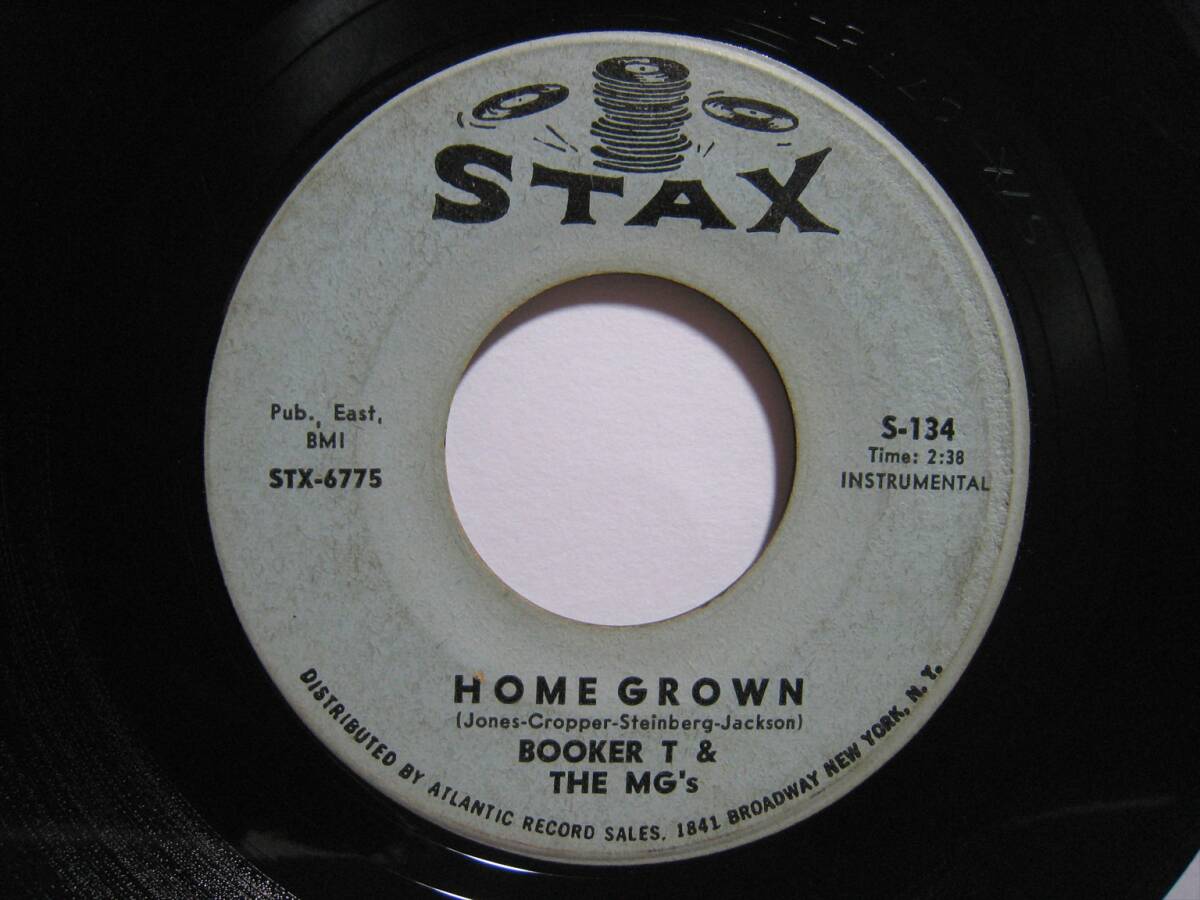 STAX
Pub., East,
BMI
STX-6775
S-134
Time: 2:38
INSTRUMENTAL
HOME GROWN
(Jones-Cropper-Steinberg-Jackson)
BOOKER T &
THE MG's
DISTRIBUTED BY ATLANTIC RECORD SALES. 1841 BROADWAY NEW YORK, N. Y.